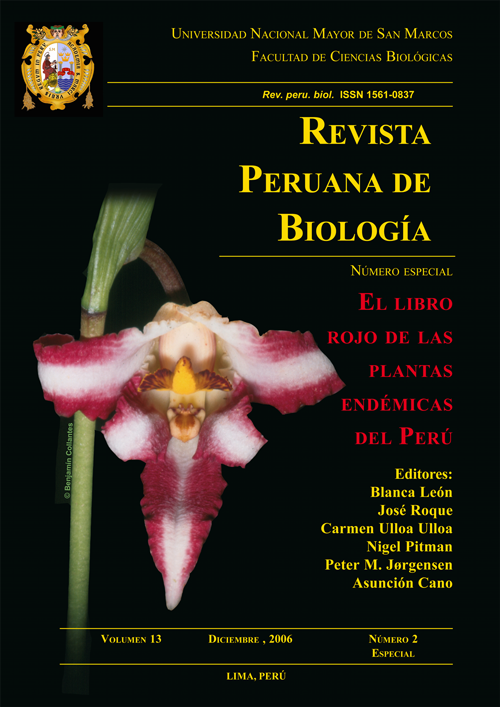 Universidad Nacional Mayor de San Marcos
Facultad de Ciencias Biológicas
Rev. peru. biol. ISSN 1561-0837
Revista
Peruana de
Biología
Número especial
El libro
rojo de las
plantas
endémicas
del Perú
© Benjamín Collantes
Editores:
Blanca León
José Roque
Carmen Ulloa Ulloa
Nigel Pitman
Peter M. Jørgensen
Asunción Cano
Volumen 13
Diciembre , 2006
Número 2
Especial
LIMA, PERÚ